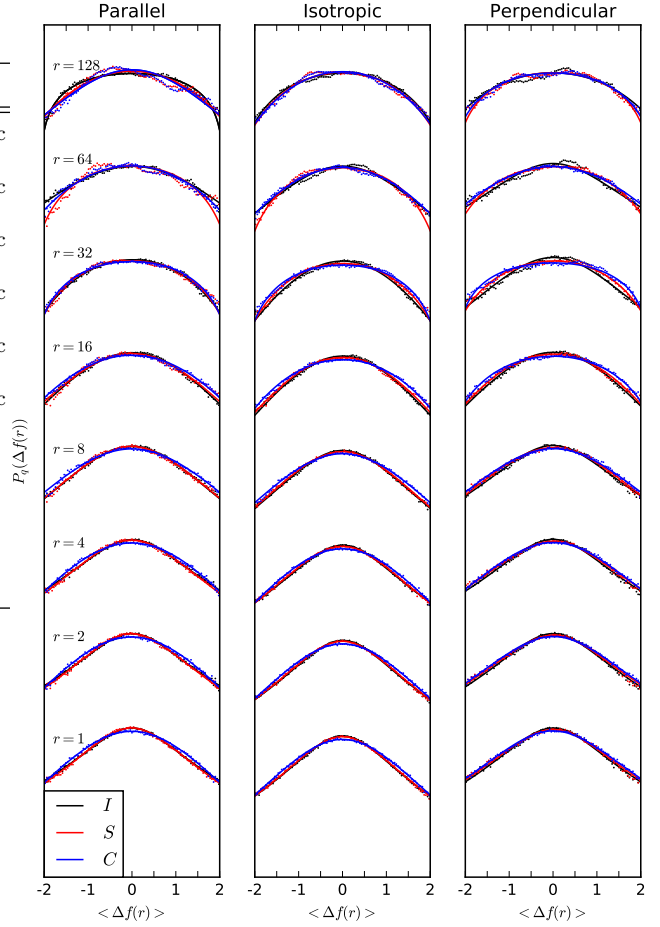 Parallel Isotropic Perpendicular
r = 128
c
r = 64
c
c
r = 32
c
r = 16
c
c
P_q(Δf(r))
r = 8
r = 4
r = 2
r = 1
I
S
C
-2 -1 0 1 2 -2 -1 0 1 2 -2 -1 0 1 2
< Δf(r) > < Δf(r) > < Δf(r) >